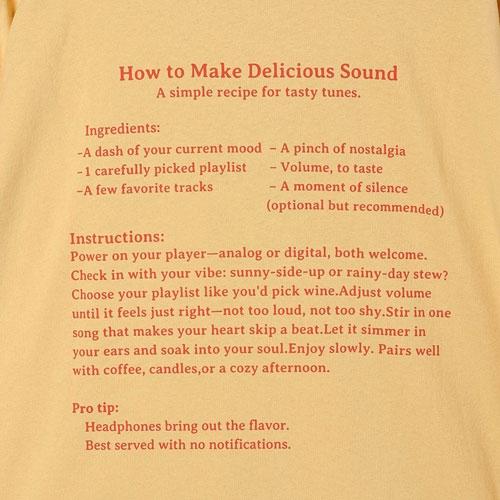 How to Make Delicious Sound
A simple recipe for tasty tunes.
Ingredients:
-A dash of your current mood
-1 carefully picked playlist
-A few favorite tracks
– A pinch of nostalgia
– Volume, to taste
– A moment of silence
(optional but recommended)
Instructions:
Power on your player—analog or digital, both welcome.
Check in with your vibe: sunny-side-up or rainy-day stew?
Choose your playlist like you'd pick wine.Adjust volume
until it feels just right—not too loud, not too shy.Stir in one
song that makes your heart skip a beat.Let it simmer in
your ears and soak into your soul.Enjoy slowly. Pairs well
with coffee, candles,or a cozy afternoon.
Pro tip:
Headphones bring out the flavor.
Best served with no notifications.